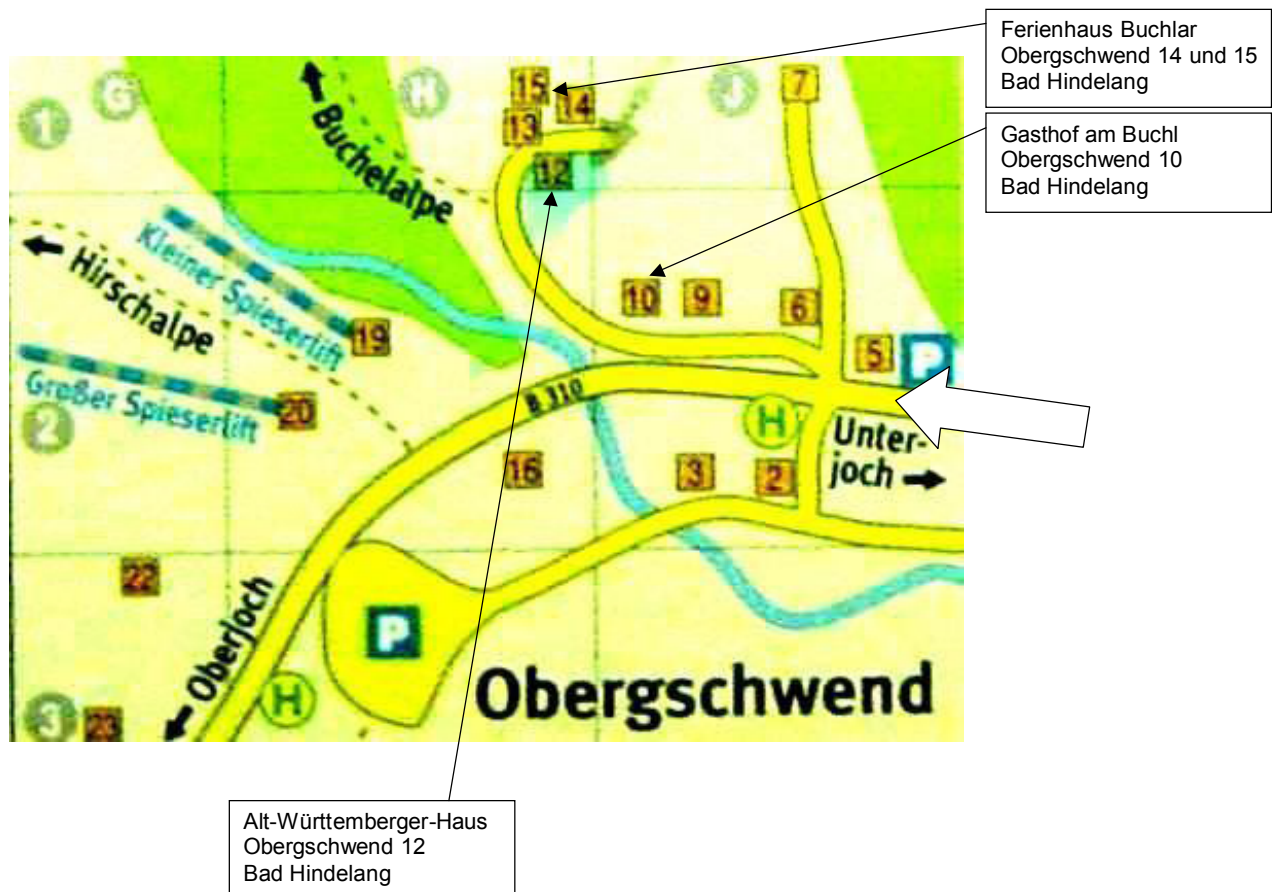 Ferienhaus Buchlar
Obergschwend 14 und 15
Bad Hindelang
Gasthof am Buchl
Obergschwend 10
Bad Hindelang
G
H
J
1
15
14
13
12
7
Buchelalpe
Hirschalpe
Kleiner Spieserlift
Großer Spieserlift
19
20
10
9
6
5
P
B 310
H
2
Unter-
joch
16
3
2
22
Oberjoch
P
H
3
23
Obergschwend
Alt-Württemberger-Haus
Obergschwend 12
Bad Hindelang